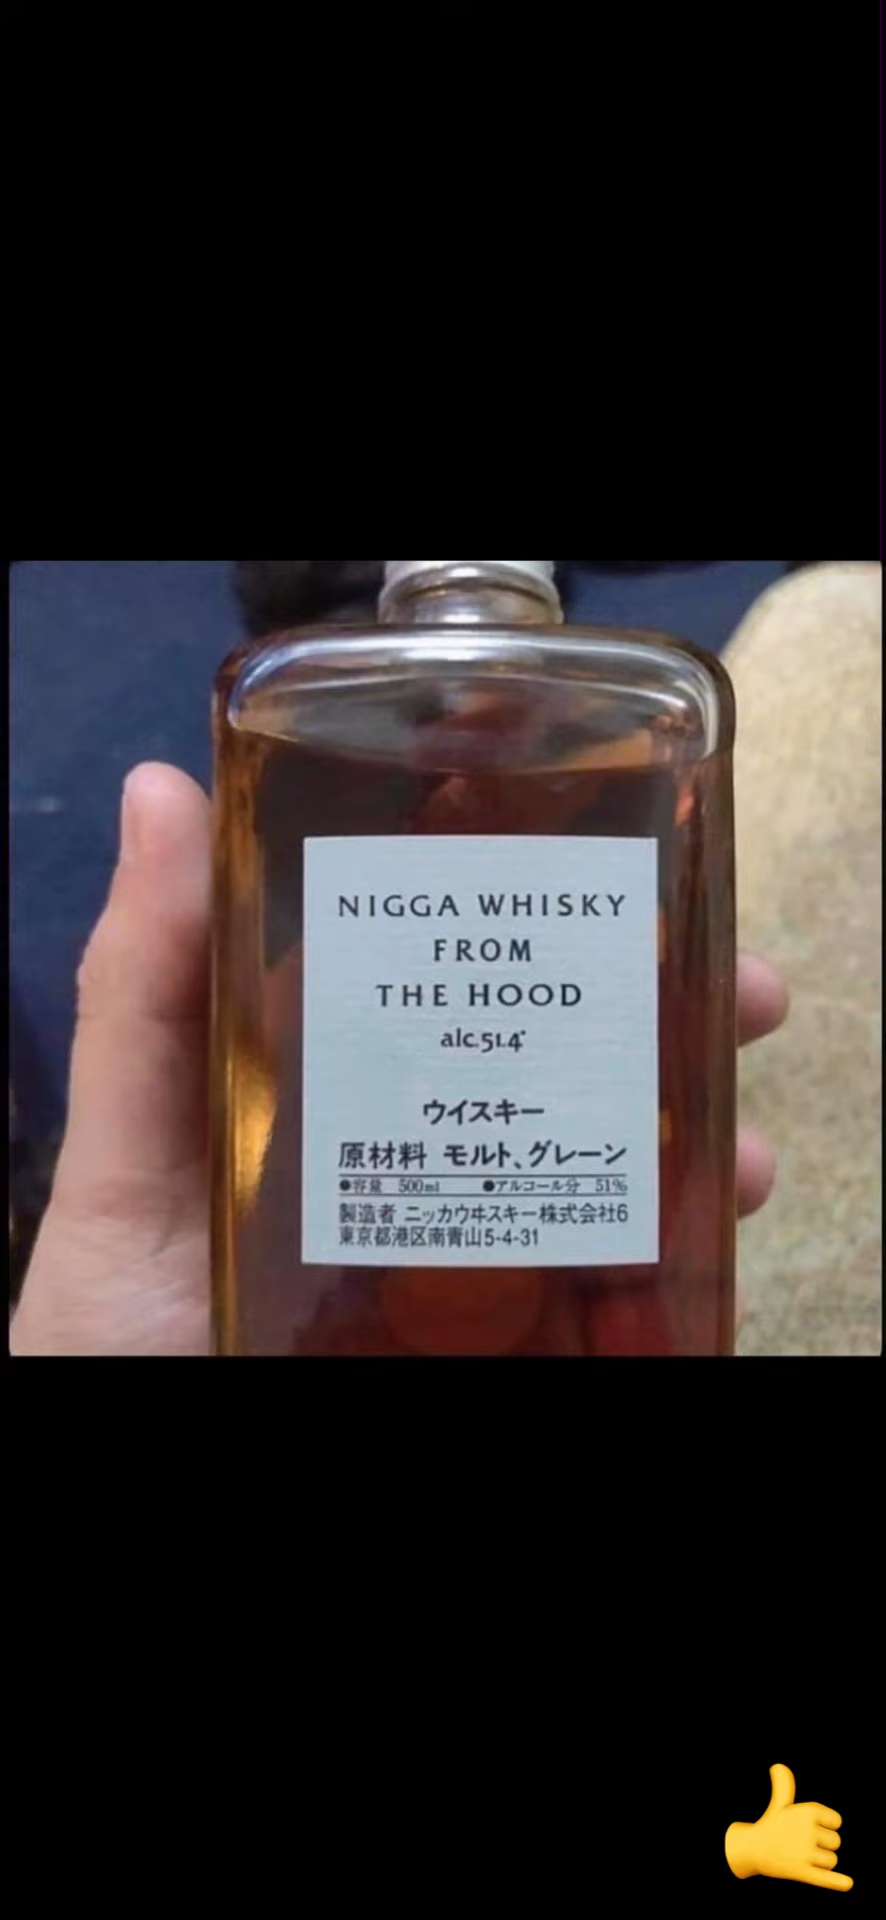 NIGGA WHISKY
FROM
THE HOOD
alc.51.4°
ウイスキー
原材料 モルト、グレーン
●容量 500ml ●アルコール分 51%
製造者 ニッカウヰスキー株式会社6
東京都港区南青山5-4-31